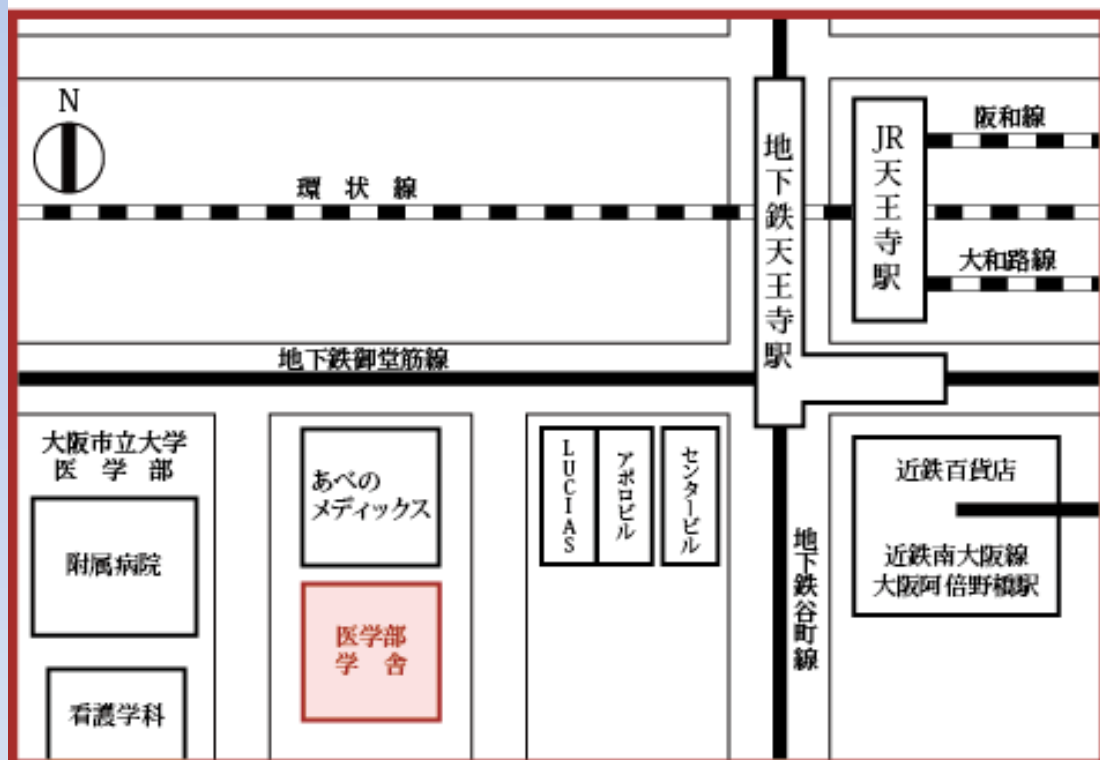 N
環状線
地下鉄天王寺駅
JR天王寺駅
阪和線
大和路線
地下鉄御堂筋線
大阪市立大学
医学部
附属病院
看護学科
あべの
メディックス
医学部
学舎
LUCIAS
アポロビル
センタービル
地下鉄谷町線
近鉄百貨店
近鉄南大阪線
大阪阿倍野橋駅